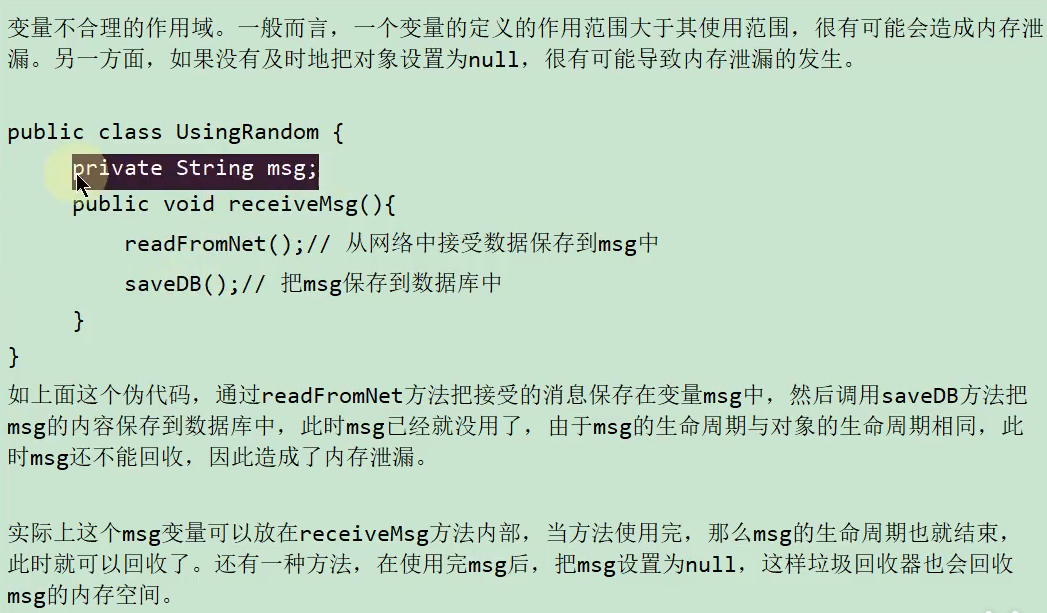 变量不合理的作用域。一般而言，一个变量的定义的作用范围大于其使用范围，很有可能会造成内存泄
漏。另一方面，如果没有及时地把对象设置为null，很有可能导致内存泄漏的发生。
public class UsingRandom {
private String msg;
public void receiveMsg(){
readFromNet();// 从网络中接受数据保存到msg中
saveDB();// 把msg保存到数据库中
}
}
如上面这个伪代码，通过readFromNet方法把接受的消息保存在变量msg中，然后调用saveDB方法把
msg的内容保存到数据库中，此时msg已经就没用了，由于msg的生命周期与对象的生命周期相同，此
时msg还不能回收，因此造成了内存泄漏。
实际上这个msg变量可以放在receiveMsg方法内部，当方法使用完，那么msg的生命周期也就结束，
此时就可以回收了。还有一种方法，在使用完msg后，把msg设置为null，这样垃圾回收器也会回收
msg的内存空间。